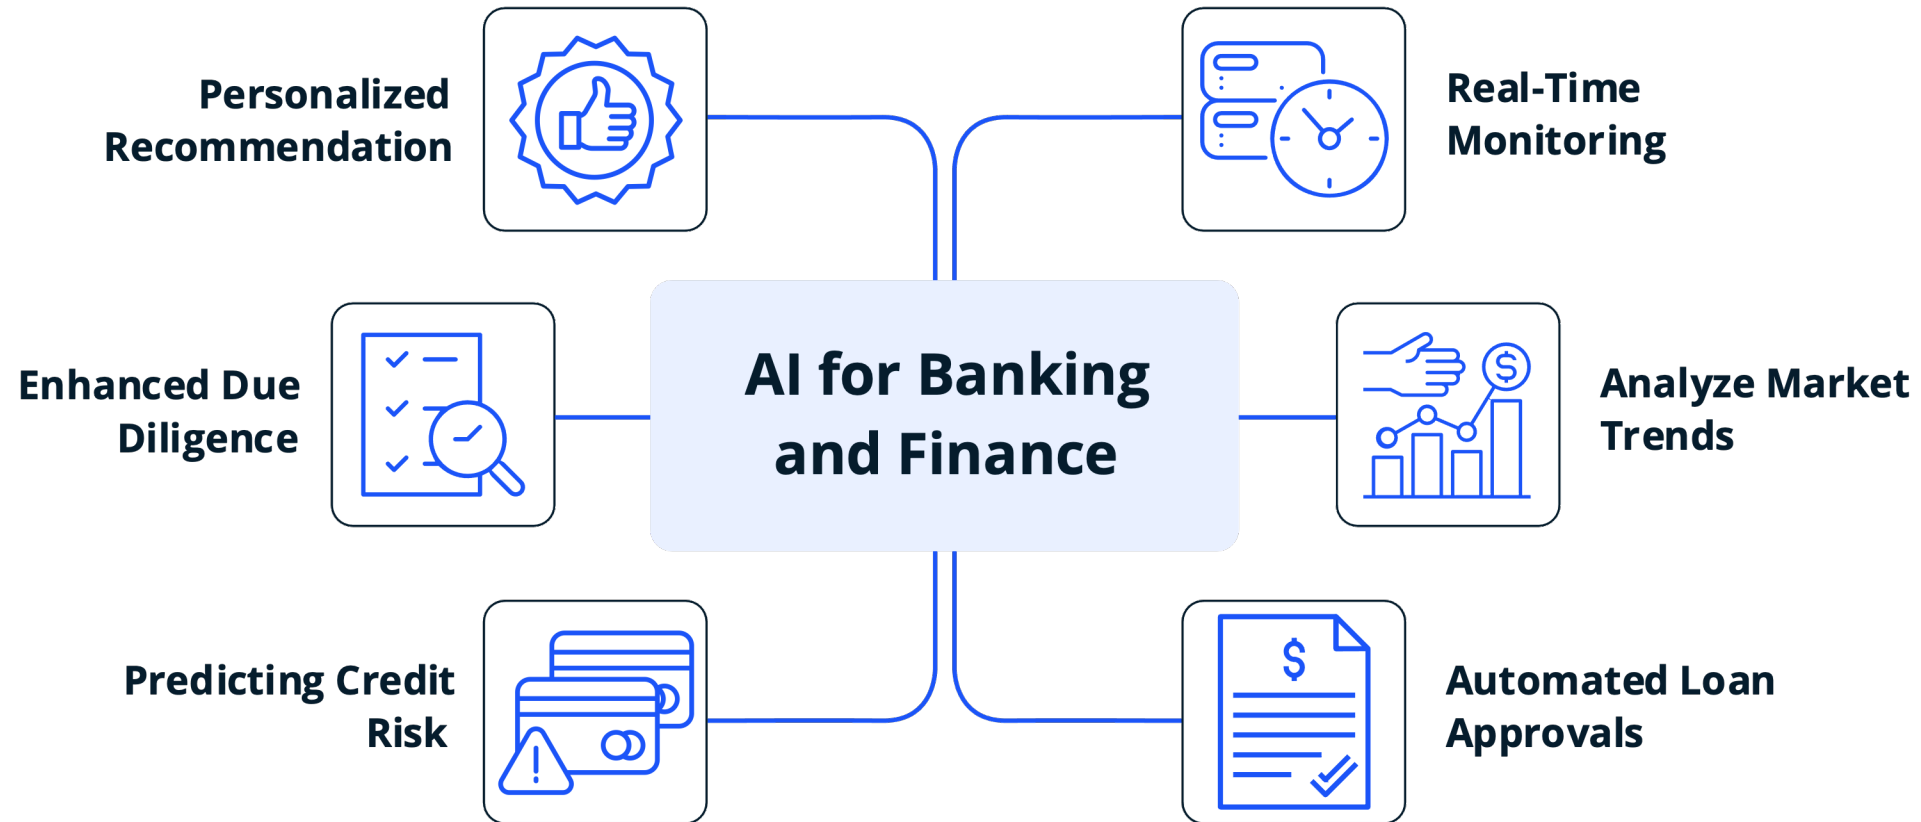 Personalized
Recommendation
Real-Time
Monitoring
AI for Banking
and Finance
Enhanced Due
Diligence
$
Analyze Market
Trends
Predicting Credit
Risk
!
$
Automated Loan
Approvals